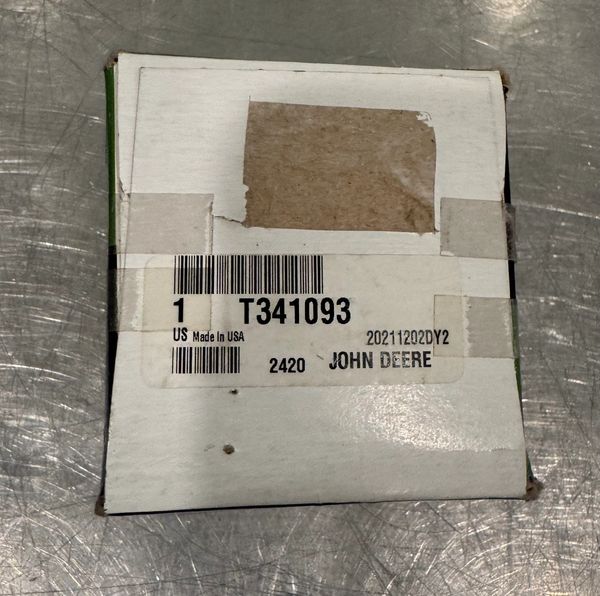 1 T341093
US Made In USA 20211202DY2
2420 JOHN DEERE